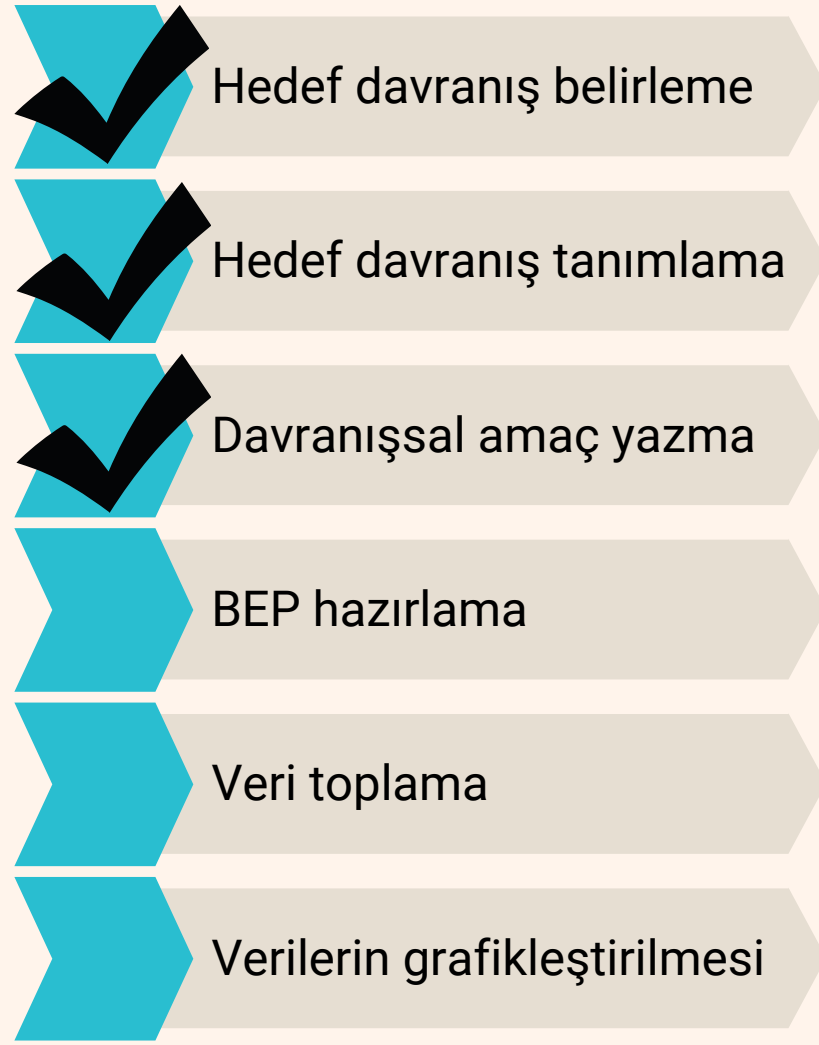 Hedef davranış belirleme
Hedef davranış tanımlama
Davranışsal amaç yazma
BEP hazırlama
Veri toplama
Verilerin grafikleştirilmesi